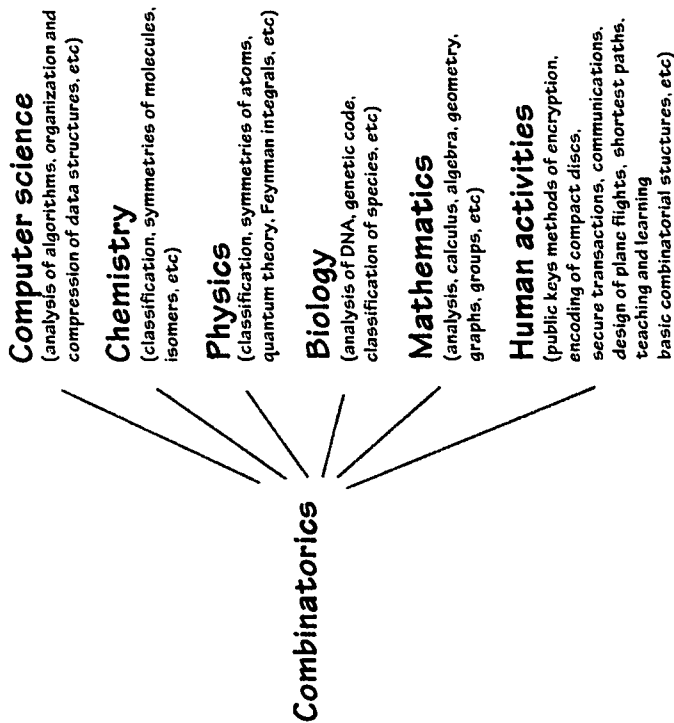 Combinatorics
Computer science
(analysis of algorithms, organization and
compression of data structures, etc)
Chemistry
(classification, symmetries of molecules,
isomers, etc)
Physics
(classification, symmetries of atoms,
quantum theory, Feynman integrals, etc)
Biology
(analysis of DNA, genetic code,
classification of species, etc)
Mathematics
(analysis, calculus, algebra, geometry,
graphs, groups, etc)
Human activities
(public keys methods of encryption,
encoding of compact discs,
secure transactions, communications,
design of plane flights, shortest paths,
teaching and learning
basic combinatorial stuctures, etc)